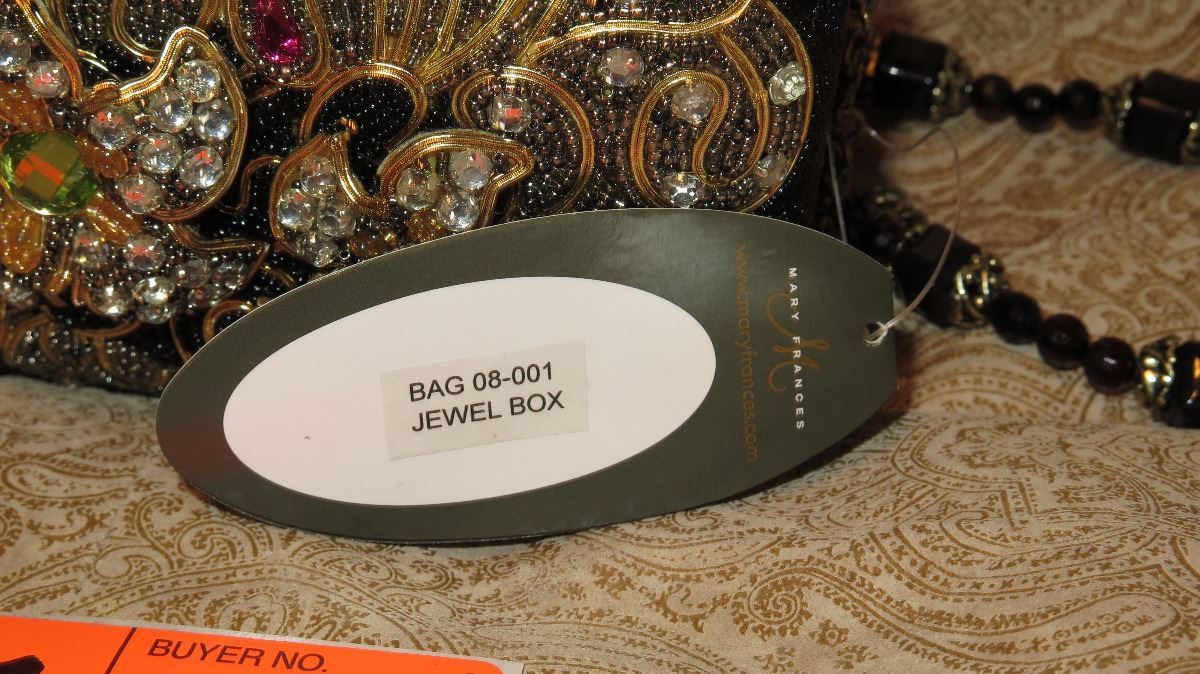 BAG 08-001
JEWEL BOX
MARY FRANCES
www.maryfrances.com
BUYER NO.